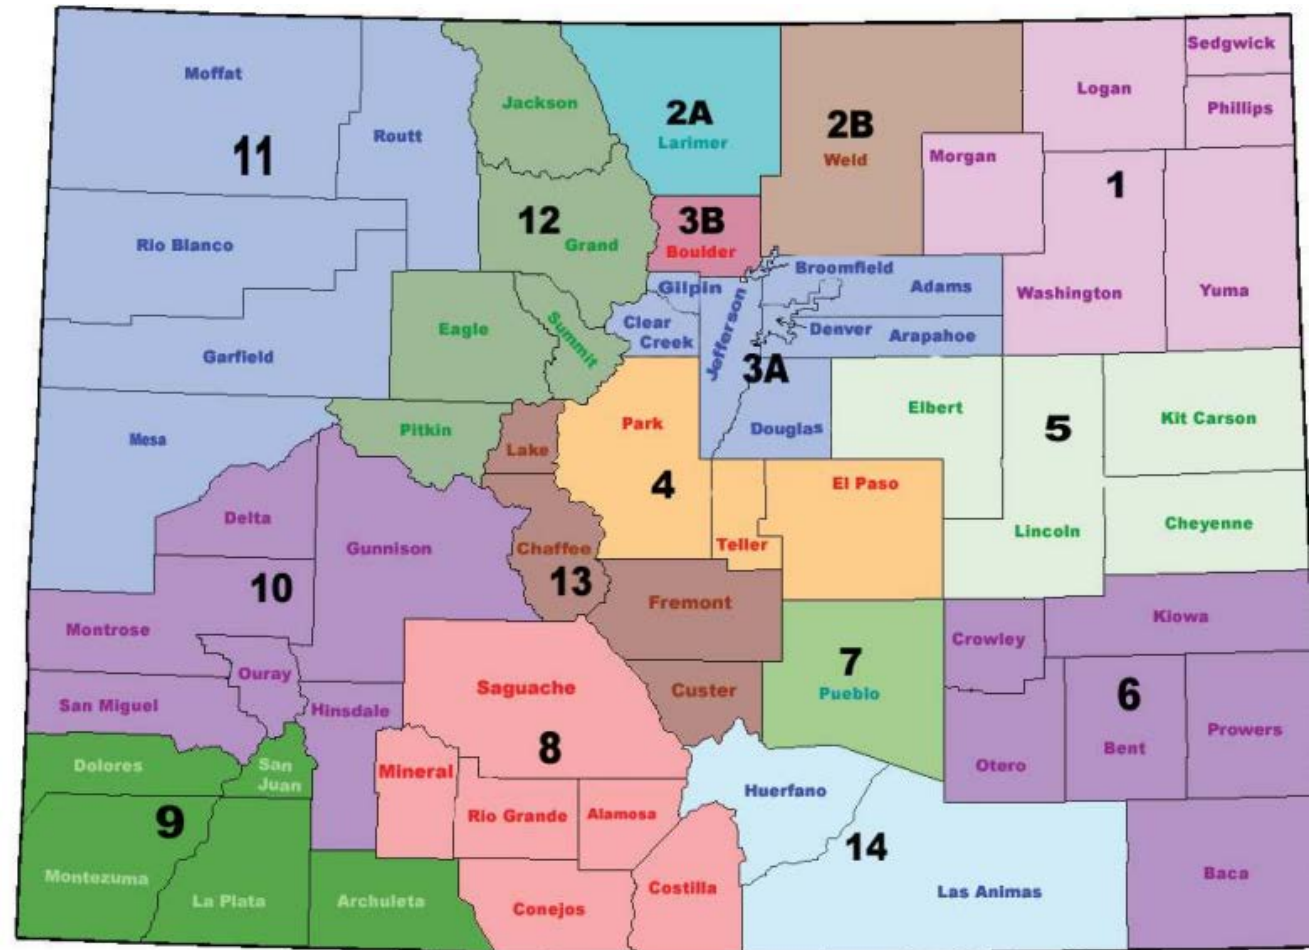 Moffat
11
Routt
Jackson
2A
Larimer
2B
Weld
Logan
Sedgwick
Phillips
Morgan
1
Rio Blanco
12
Grand
3B
Boulder
Gilpin
Broomfield
Adams
Washington
Yuma
Garfield
Eagle
Summit
Clear
Creek
Jefferson
Denver
Arapahoe
3A
Mesa
Pitkin
Lake
Park
Douglas
Elbert
5
Kit Carson
4
El Paso
Delta
Gunnison
Chaffee
Teller
Lincoln
Cheyenne
10
13
Fremont
Montrose
Crowley
Kiowa
Ouray
Saguache
Custer
7
Pueblo
San Miguel
Hinsdale
6
Bent
Prowers
Dolores
San
Juan
Mineral
8
Otero
Huerfano
9
Rio Grande
Alamosa
14
Montezuma
La Plata
Archuleta
Conejos
Costilla
Las Animas
Baca